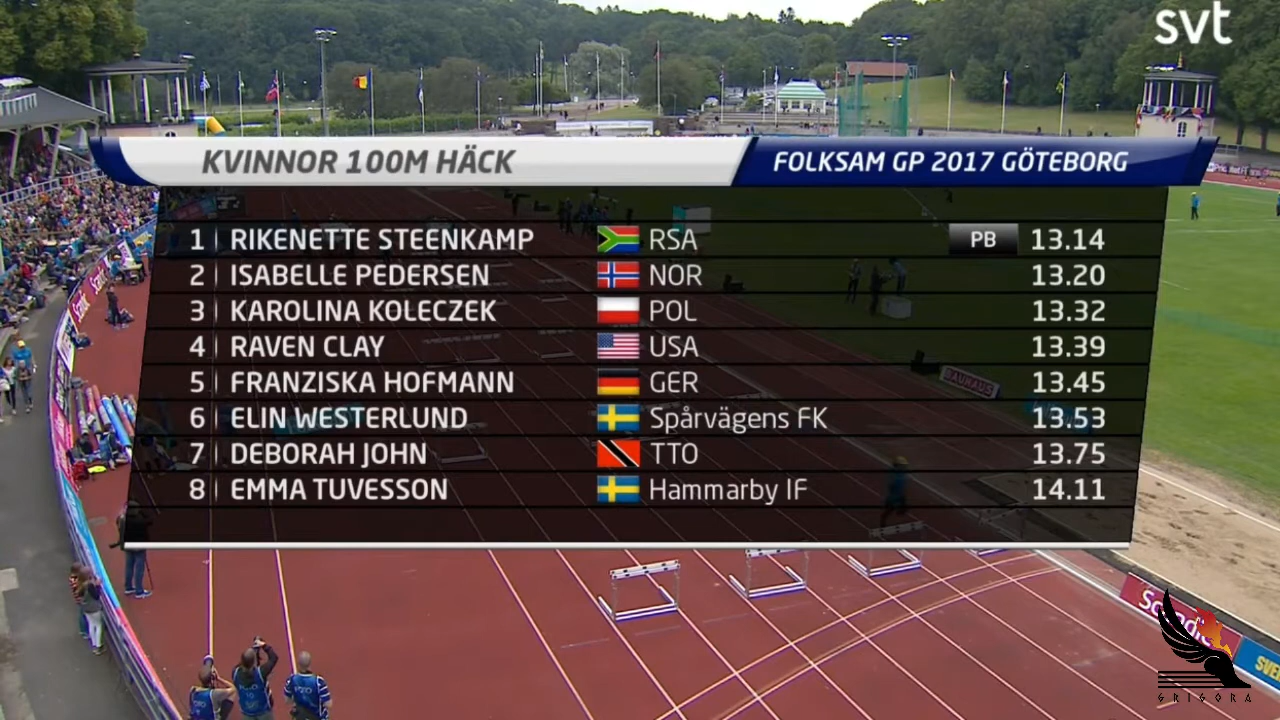 svt
KVINNOR 100M HÄCK
FOLKSAM GP 2017 GÖTEBORG
1 RIKENETTE STEENKAMP RSA PB 13.14
2 ISABELLE PEDERSEN NOR 13.20
3 KAROLINA KOLECZEK POL 13.32
4 RAVEN CLAY USA 13.39
5 FRANZISKA HOFMANN GER 13.45
6 ELIN WESTERLUND Spårvägens FK 13.53
7 DEBORAH JOHN TTO 13.75
8 EMMA TUVESSON Hammarby IF 14.11
BAUHAUS
Scandic
GRIGORA